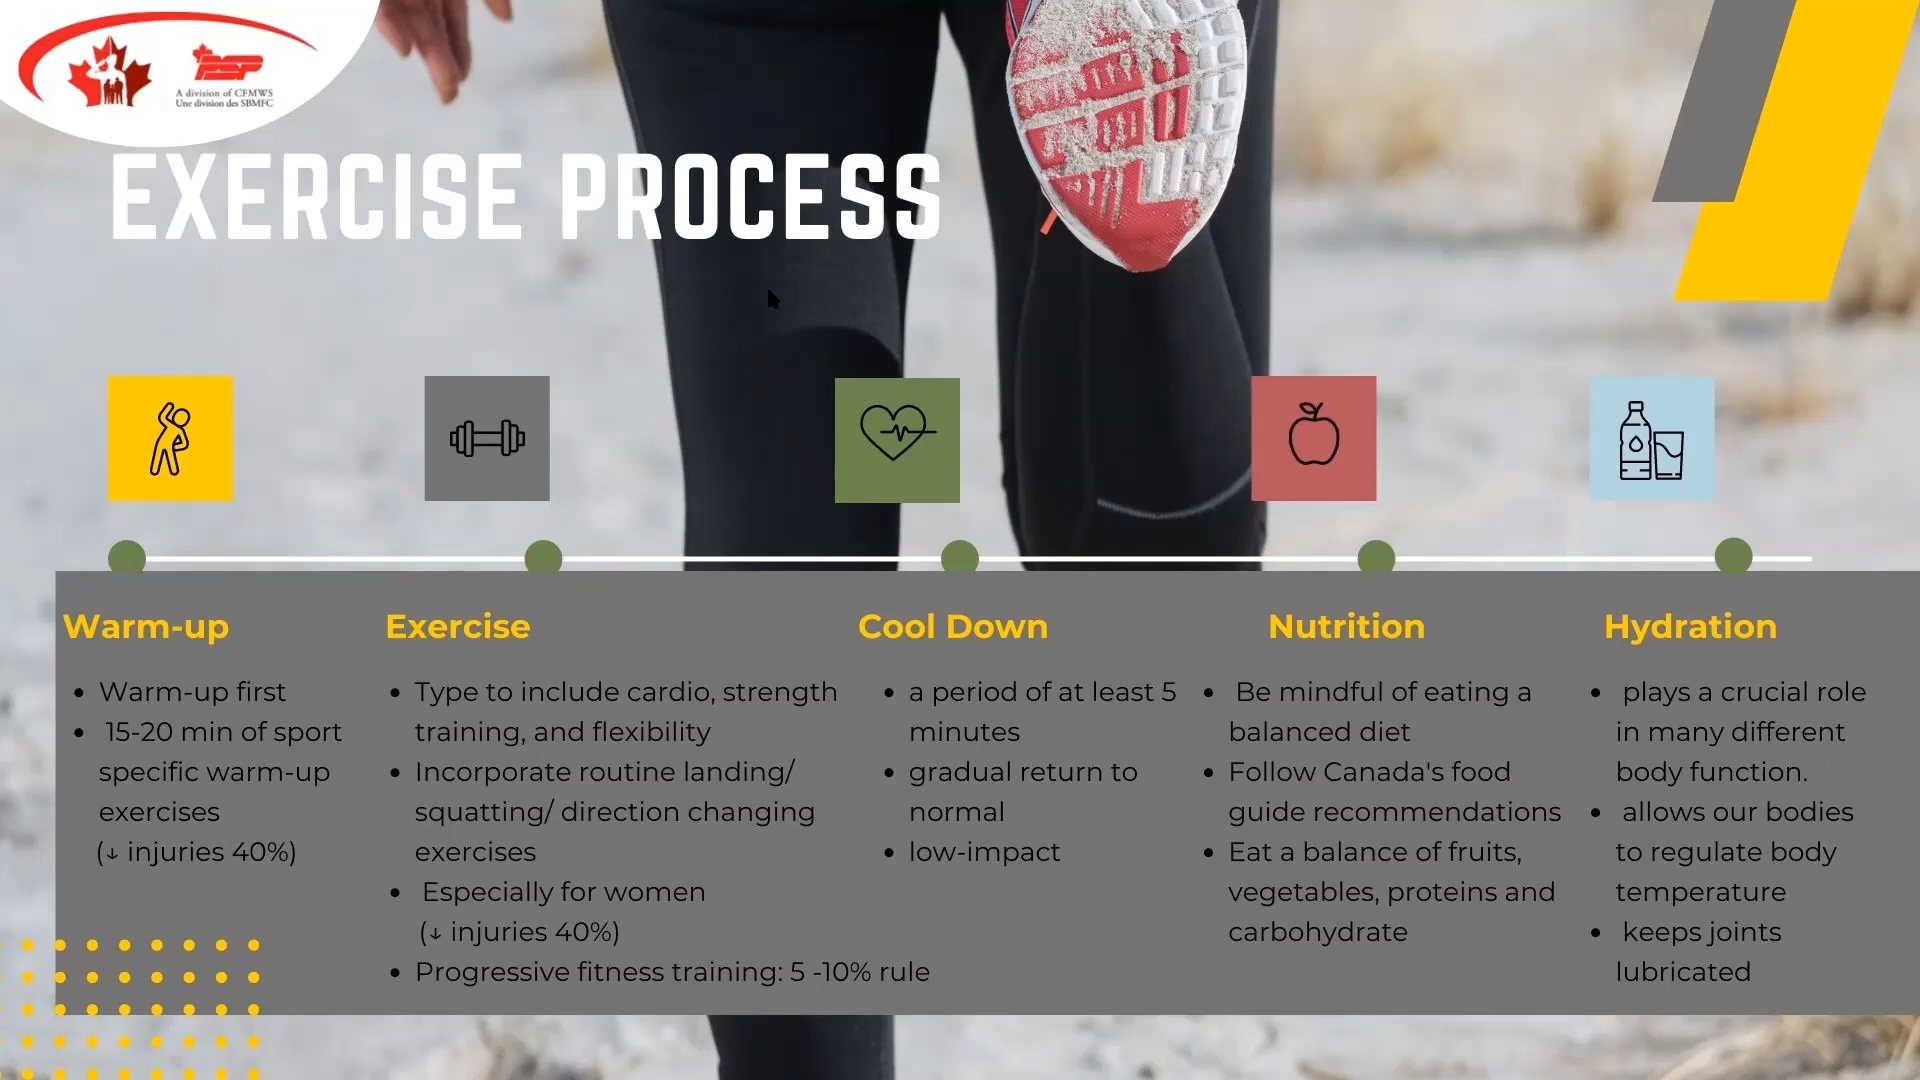 PSP
A division of CFMWS
Une division des SBMFC
EXERCISE PROCESS
Warm-up
• Warm-up first
• 15-20 min of sport
specific warm-up
exercises
(↓ injuries 40%)
Exercise
• Type to include cardio, strength
training, and flexibility
• Incorporate routine landing/
squatting/ direction changing
exercises
• Especially for women
(↓ injuries 40%)
• Progressive fitness training: 5 -10% rule
Cool Down
• a period of at least 5
minutes
• gradual return to
normal
• low-impact
Nutrition
• Be mindful of eating a
balanced diet
• Follow Canada's food
guide recommendations
• Eat a balance of fruits,
vegetables, proteins and
carbohydrate
Hydration
• plays a crucial role
in many different
body function.
• allows our bodies
to regulate body
temperature
• keeps joints
lubricated